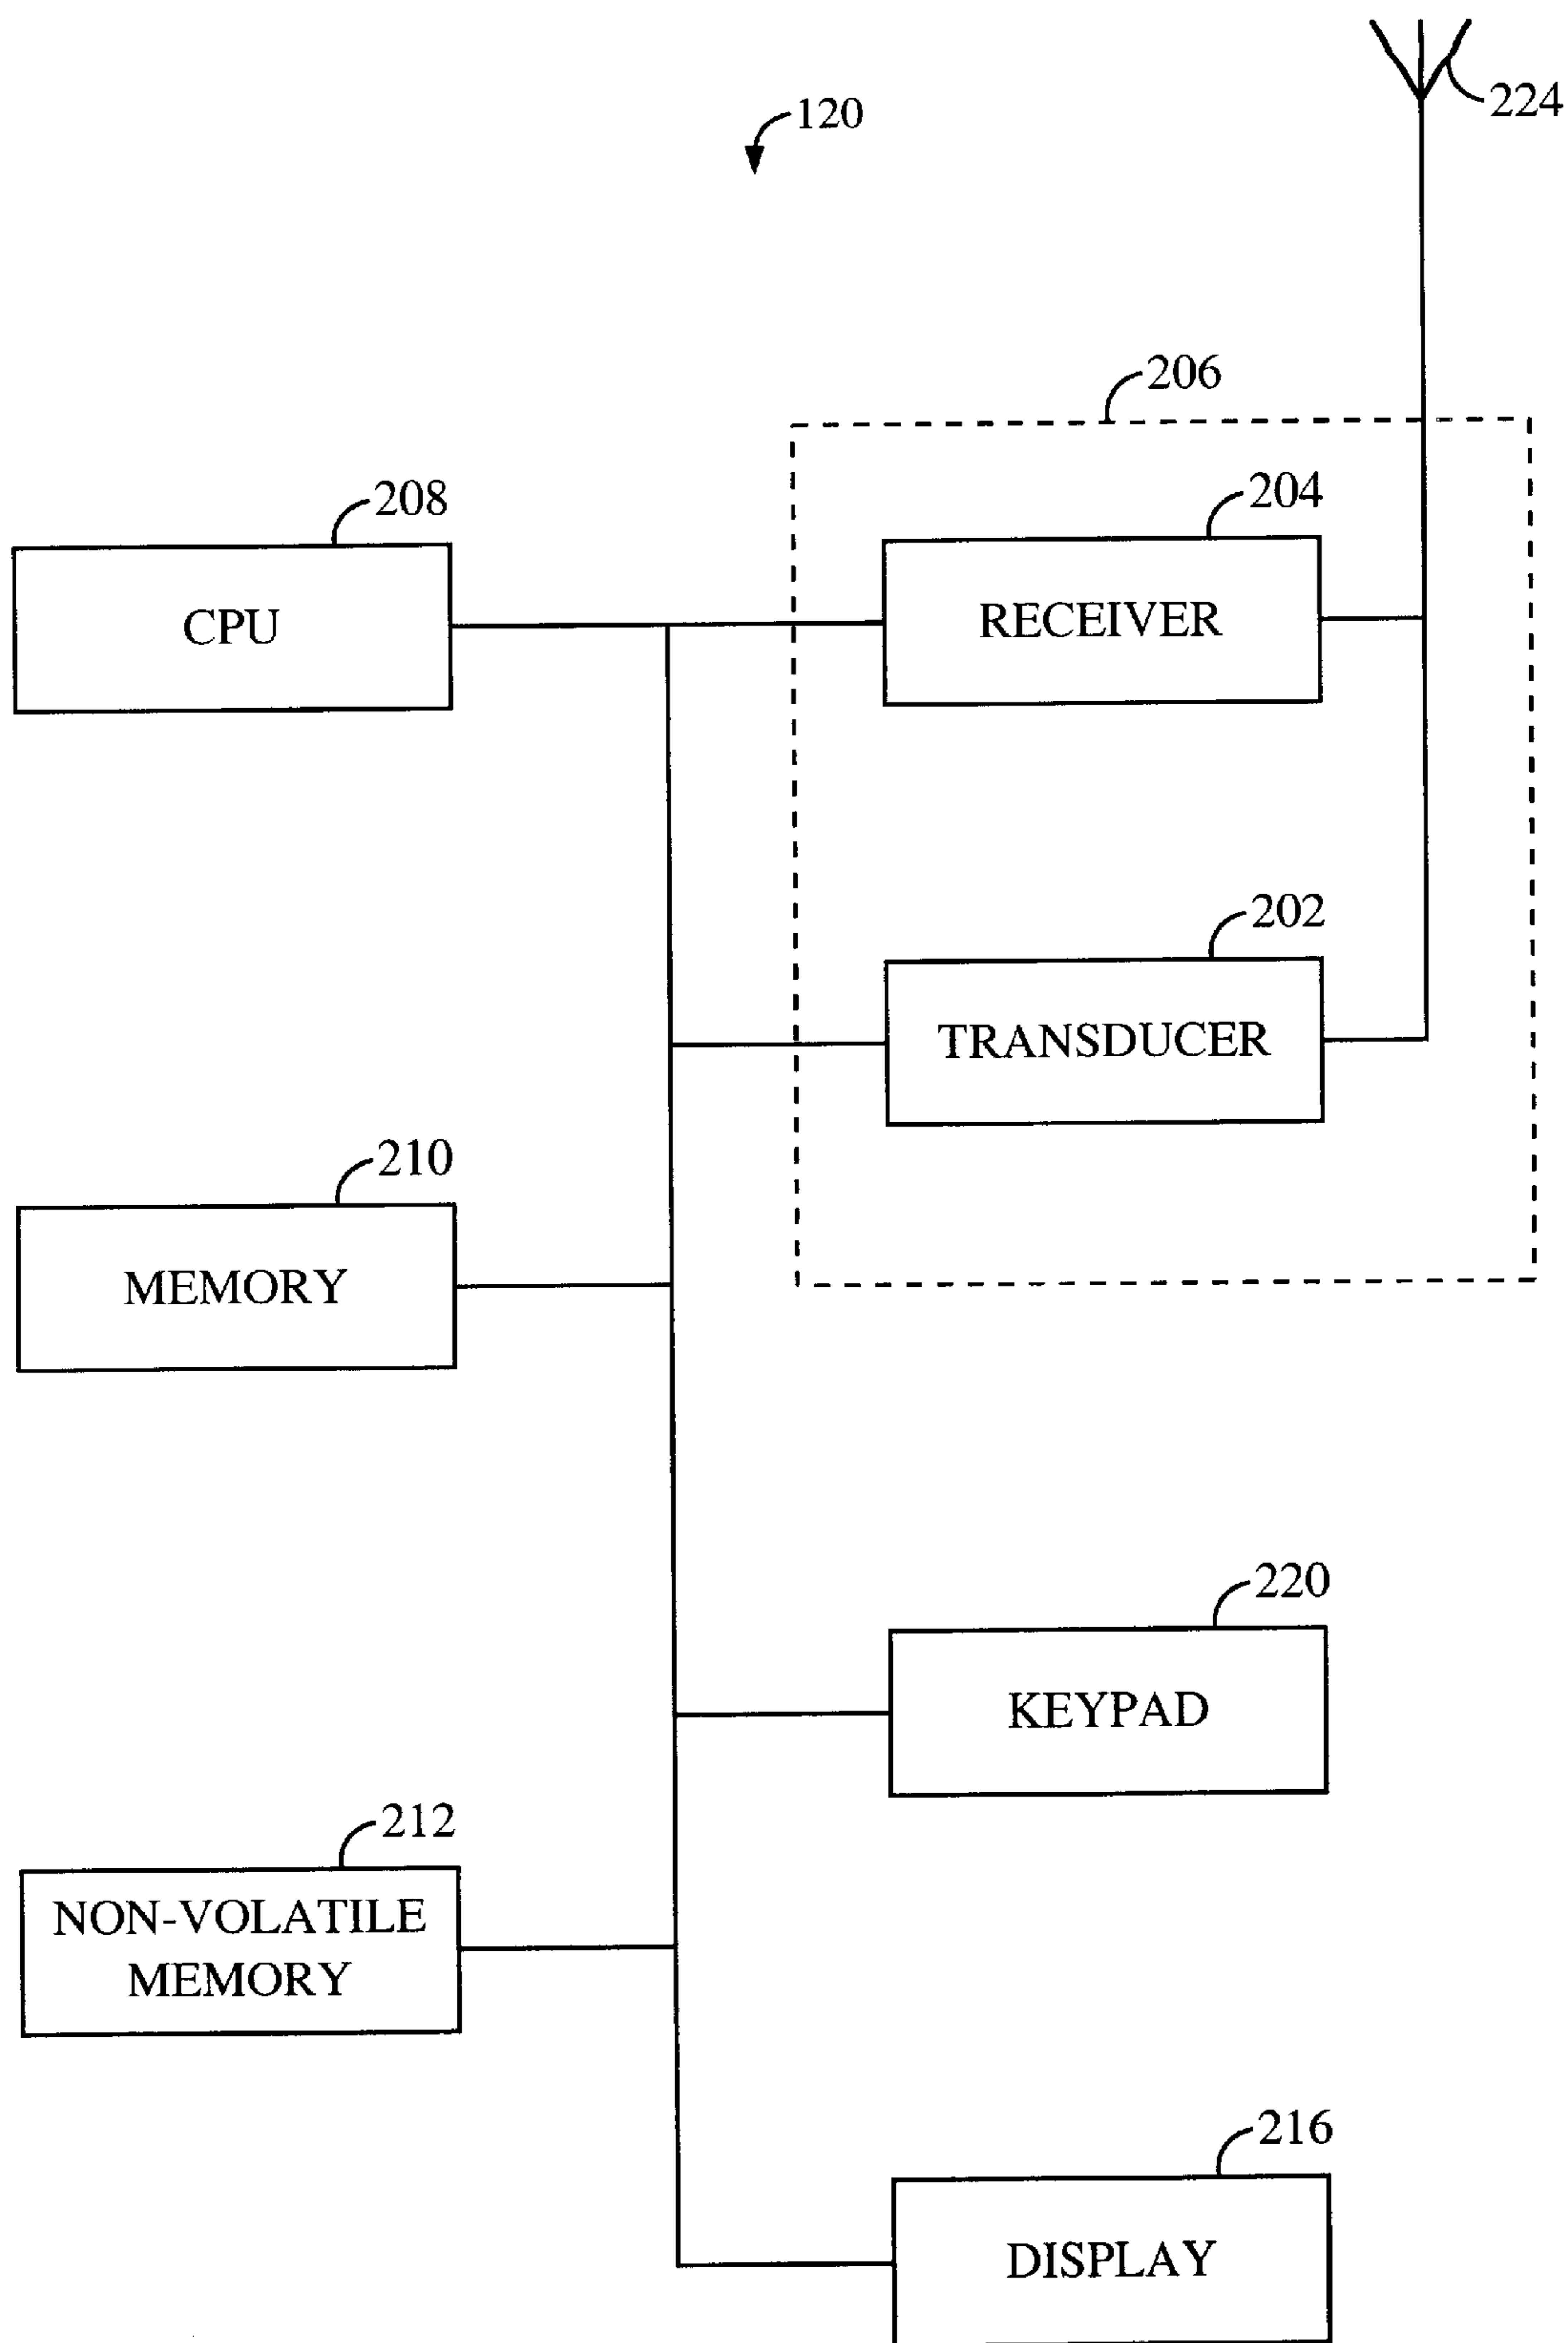 224
120
206
208
204
CPU
RECEIVER
202
TRANSDUCER
210
MEMORY
220
KEYPAD
212
NON-VOLATILE
MEMORY
216
DISPLAY